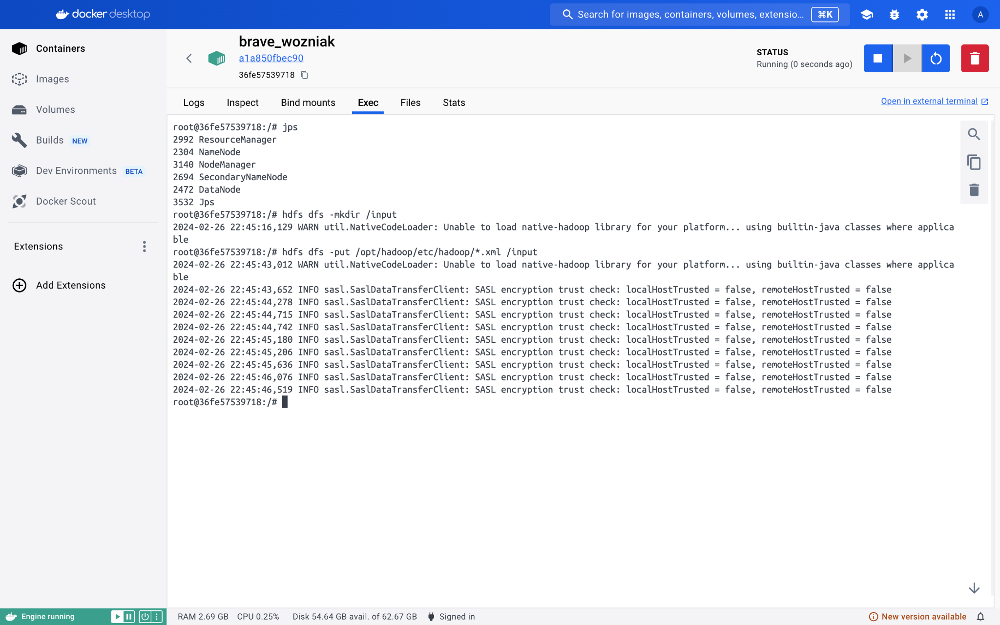 docker desktop
Search for images, containers, volumes, extensio...
⌘K
A
Containers
Images
Volumes
Builds NEW
Dev Environments BETA
Docker Scout
Extensions
Add Extensions
brave_wozniak
a1a850fbec90
36fe57539718
STATUS
Running (0 seconds ago)
Logs Inspect Bind mounts Exec Files Stats
Open in external terminal
root@36fe57539718:/# jps
2992 ResourceManager
2304 NameNode
3140 NodeManager
2694 SecondaryNameNode
2472 DataNode
3532 Jps
root@36fe57539718:/# hdfs dfs -mkdir /input
2024-02-26 22:45:16,129 WARN util.NativeCodeLoader: Unable to load native-hadoop library for your platform... using builtin-java classes where applica
ble
root@36fe57539718:/# hdfs dfs -put /opt/hadoop/etc/hadoop/*.xml /input
2024-02-26 22:45:43,012 WARN util.NativeCodeLoader: Unable to load native-hadoop library for your platform... using builtin-java classes where applica
ble
2024-02-26 22:45:43,652 INFO sasl.SaslDataTransferClient: SASL encryption trust check: localHostTrusted = false, remoteHostTrusted = false
2024-02-26 22:45:44,278 INFO sasl.SaslDataTransferClient: SASL encryption trust check: localHostTrusted = false, remoteHostTrusted = false
2024-02-26 22:45:44,715 INFO sasl.SaslDataTransferClient: SASL encryption trust check: localHostTrusted = false, remoteHostTrusted = false
2024-02-26 22:45:44,742 INFO sasl.SaslDataTransferClient: SASL encryption trust check: localHostTrusted = false, remoteHostTrusted = false
2024-02-26 22:45:45,180 INFO sasl.SaslDataTransferClient: SASL encryption trust check: localHostTrusted = false, remoteHostTrusted = false
2024-02-26 22:45:45,206 INFO sasl.SaslDataTransferClient: SASL encryption trust check: localHostTrusted = false, remoteHostTrusted = false
2024-02-26 22:45:45,636 INFO sasl.SaslDataTransferClient: SASL encryption trust check: localHostTrusted = false, remoteHostTrusted = false
2024-02-26 22:45:46,076 INFO sasl.SaslDataTransferClient: SASL encryption trust check: localHostTrusted = false, remoteHostTrusted = false
2024-02-26 22:45:46,519 INFO sasl.SaslDataTransferClient: SASL encryption trust check: localHostTrusted = false, remoteHostTrusted = false
root@36fe57539718:/#
Engine running
RAM 2.69 GB CPU 0.25% Disk 54.64 GB avail. of 62.67 GB Signed in
New version available